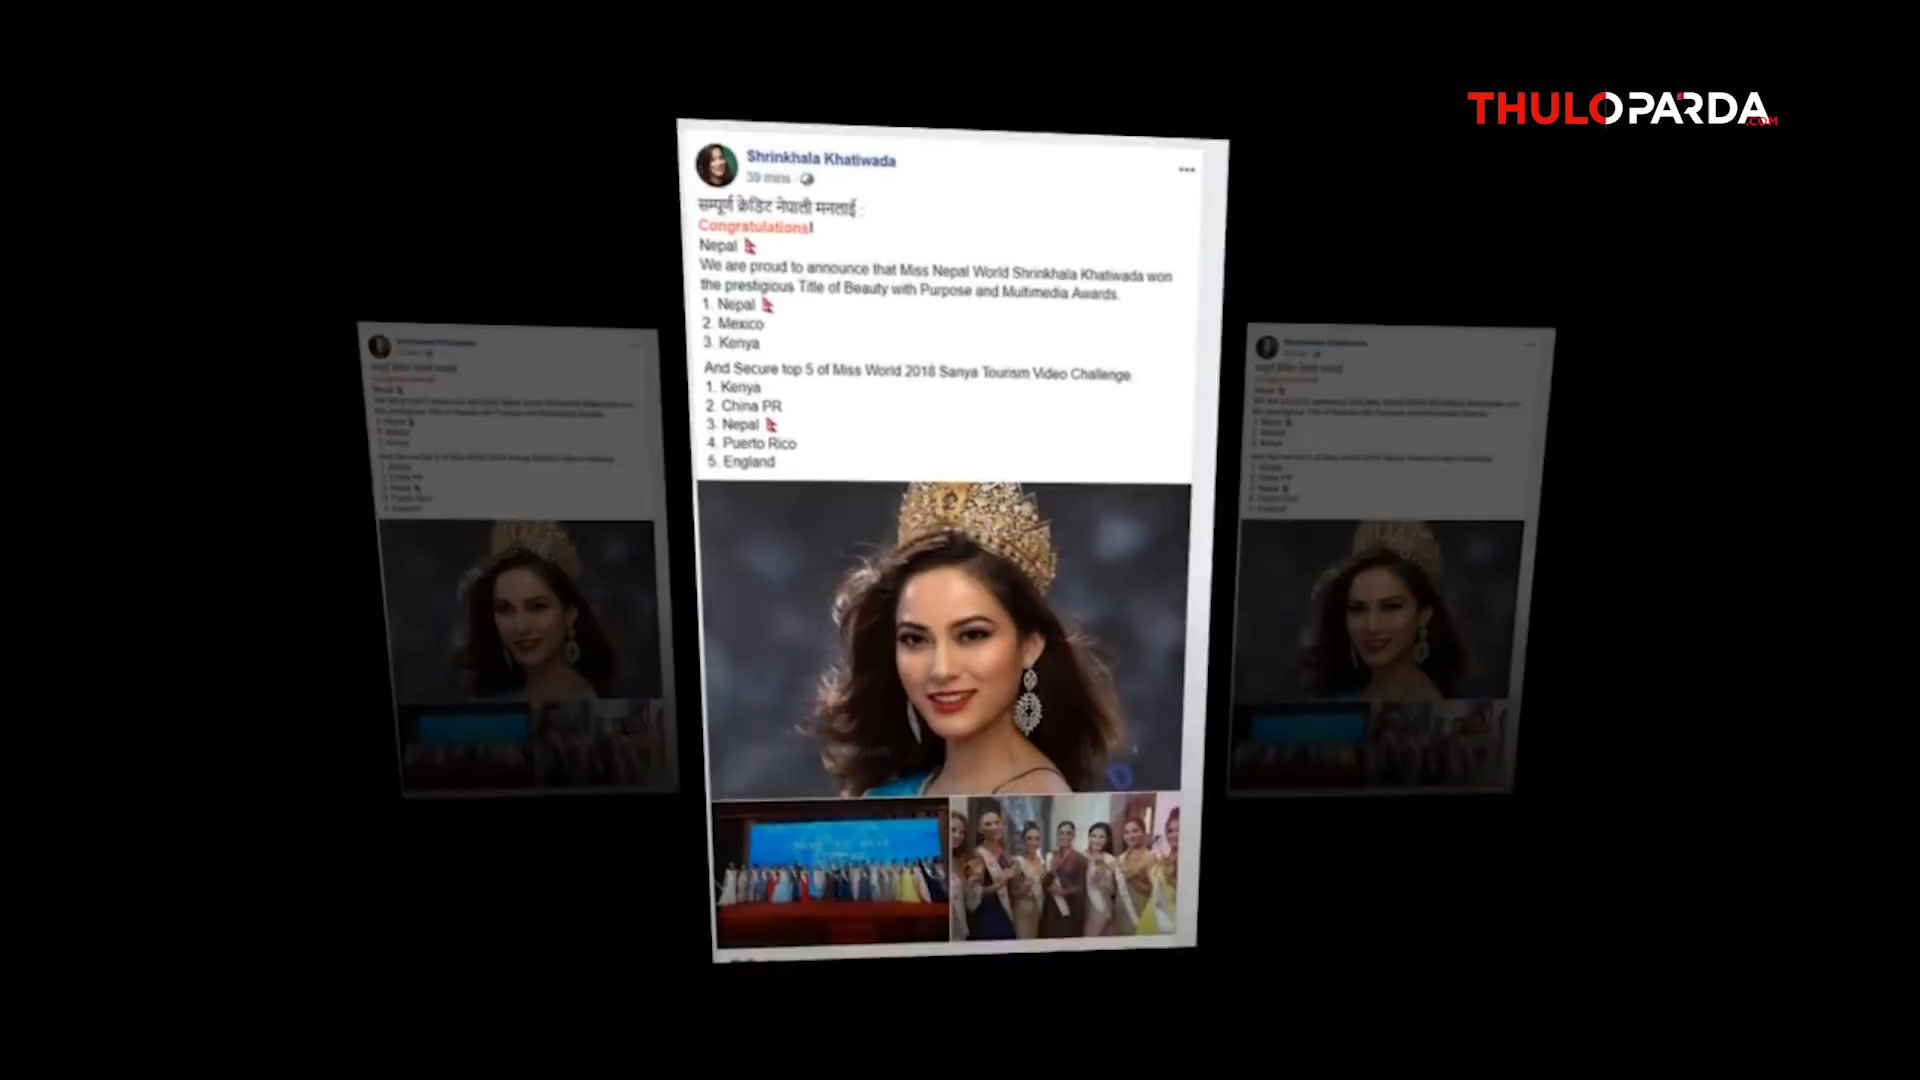 THULOPARDA
.COM
Shrinkhala Khatiwada
39 mins
सम्पूर्ण क्रेडिट नेपाली मनलाई :
Congratulations!
Nepal
We are proud to announce that Miss Nepal World Shrinkhala Khatiwada won
the prestigious Title of Beauty with Purpose and Multimedia Awards.
1. Nepal
2. Mexico
3. Kenya
And Secure top 5 of Miss World 2018 Sanya Tourism Video Challenge
1. Kenya
2. China PR
3. Nepal
4. Puerto Rico
5. England